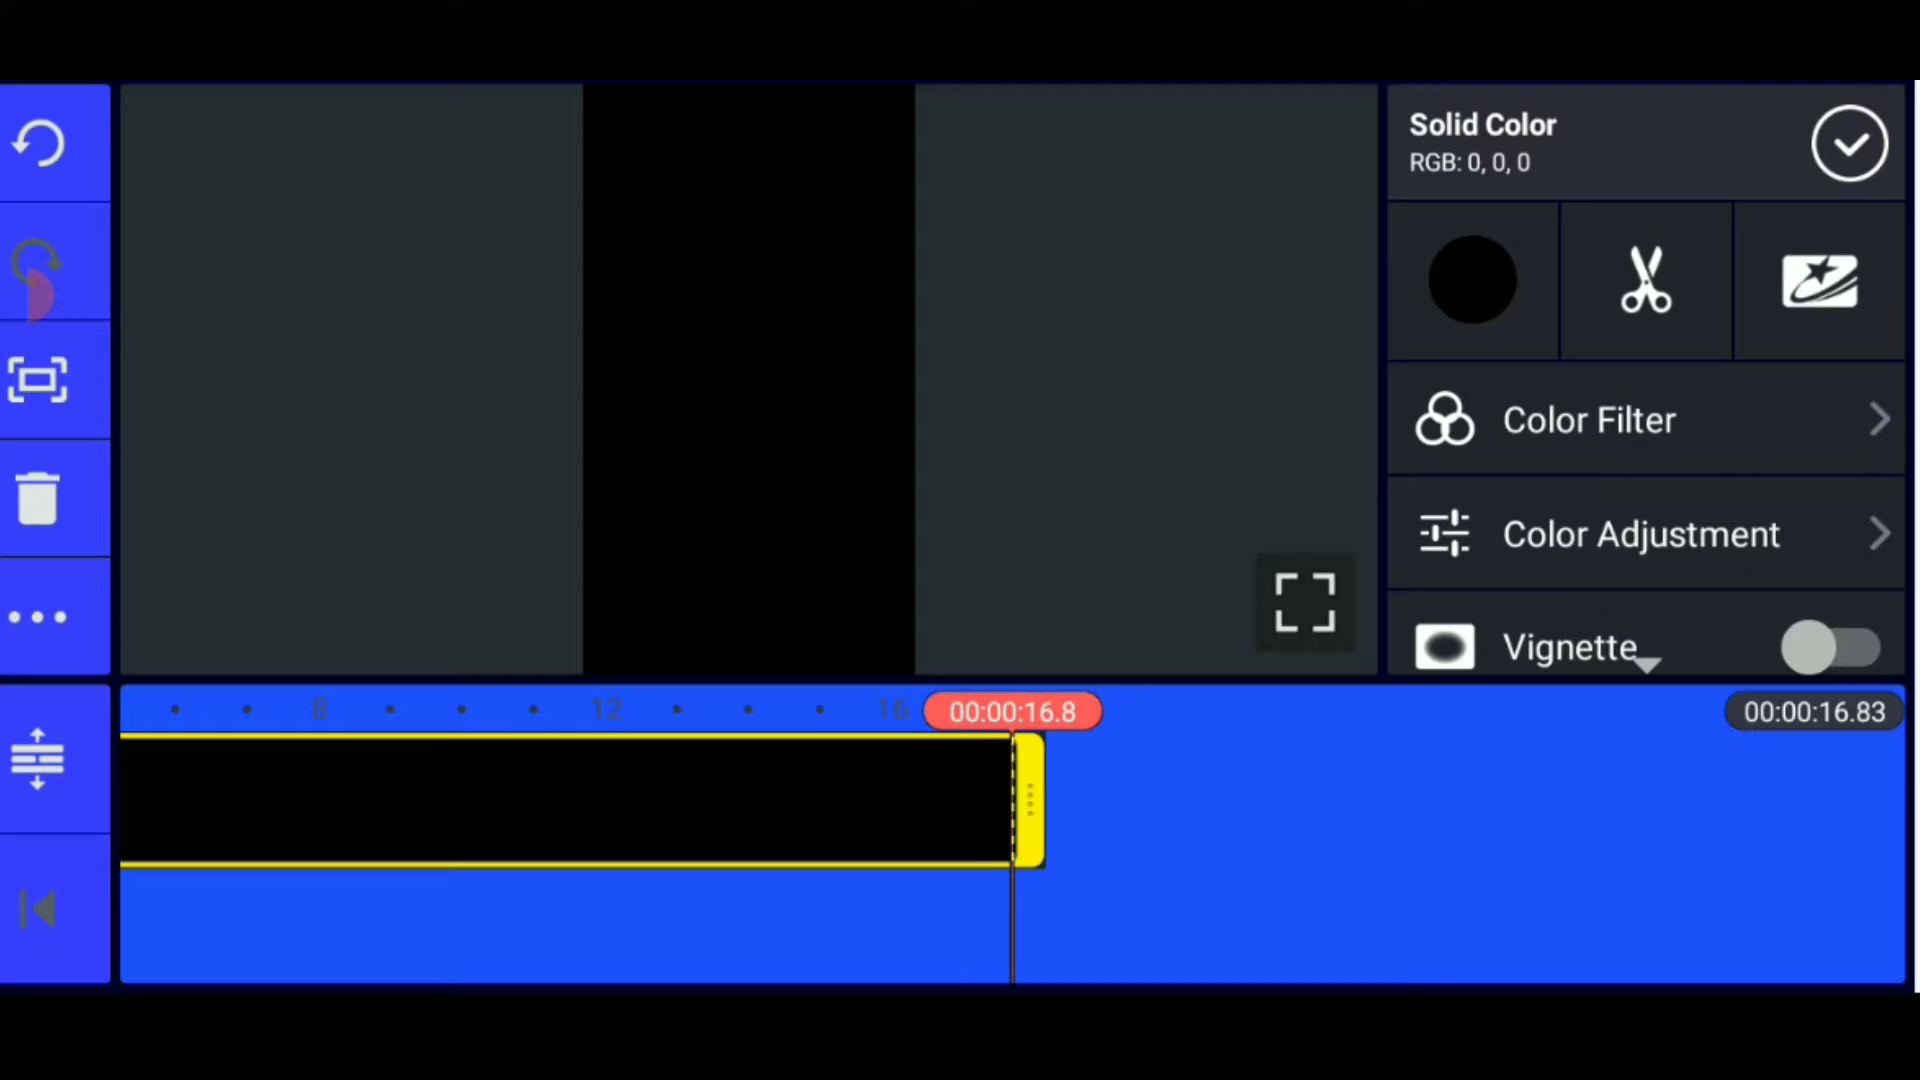 Solid Color
RGB: 0, 0, 0
Color Filter
Color Adjustment
Vignette
8
12
16
00:00:16.8
00:00:16.83